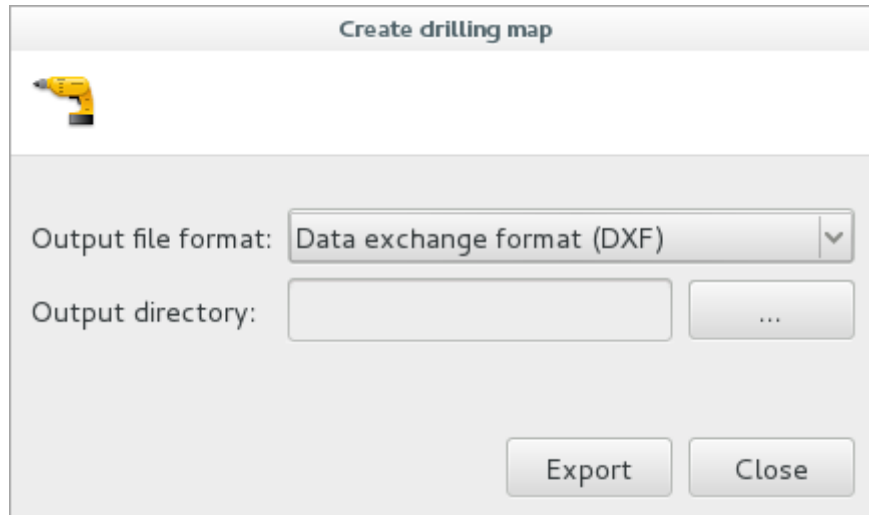 Create drilling map
Output file format: Data exchange format (DXF)
Output directory: ...
Export Close